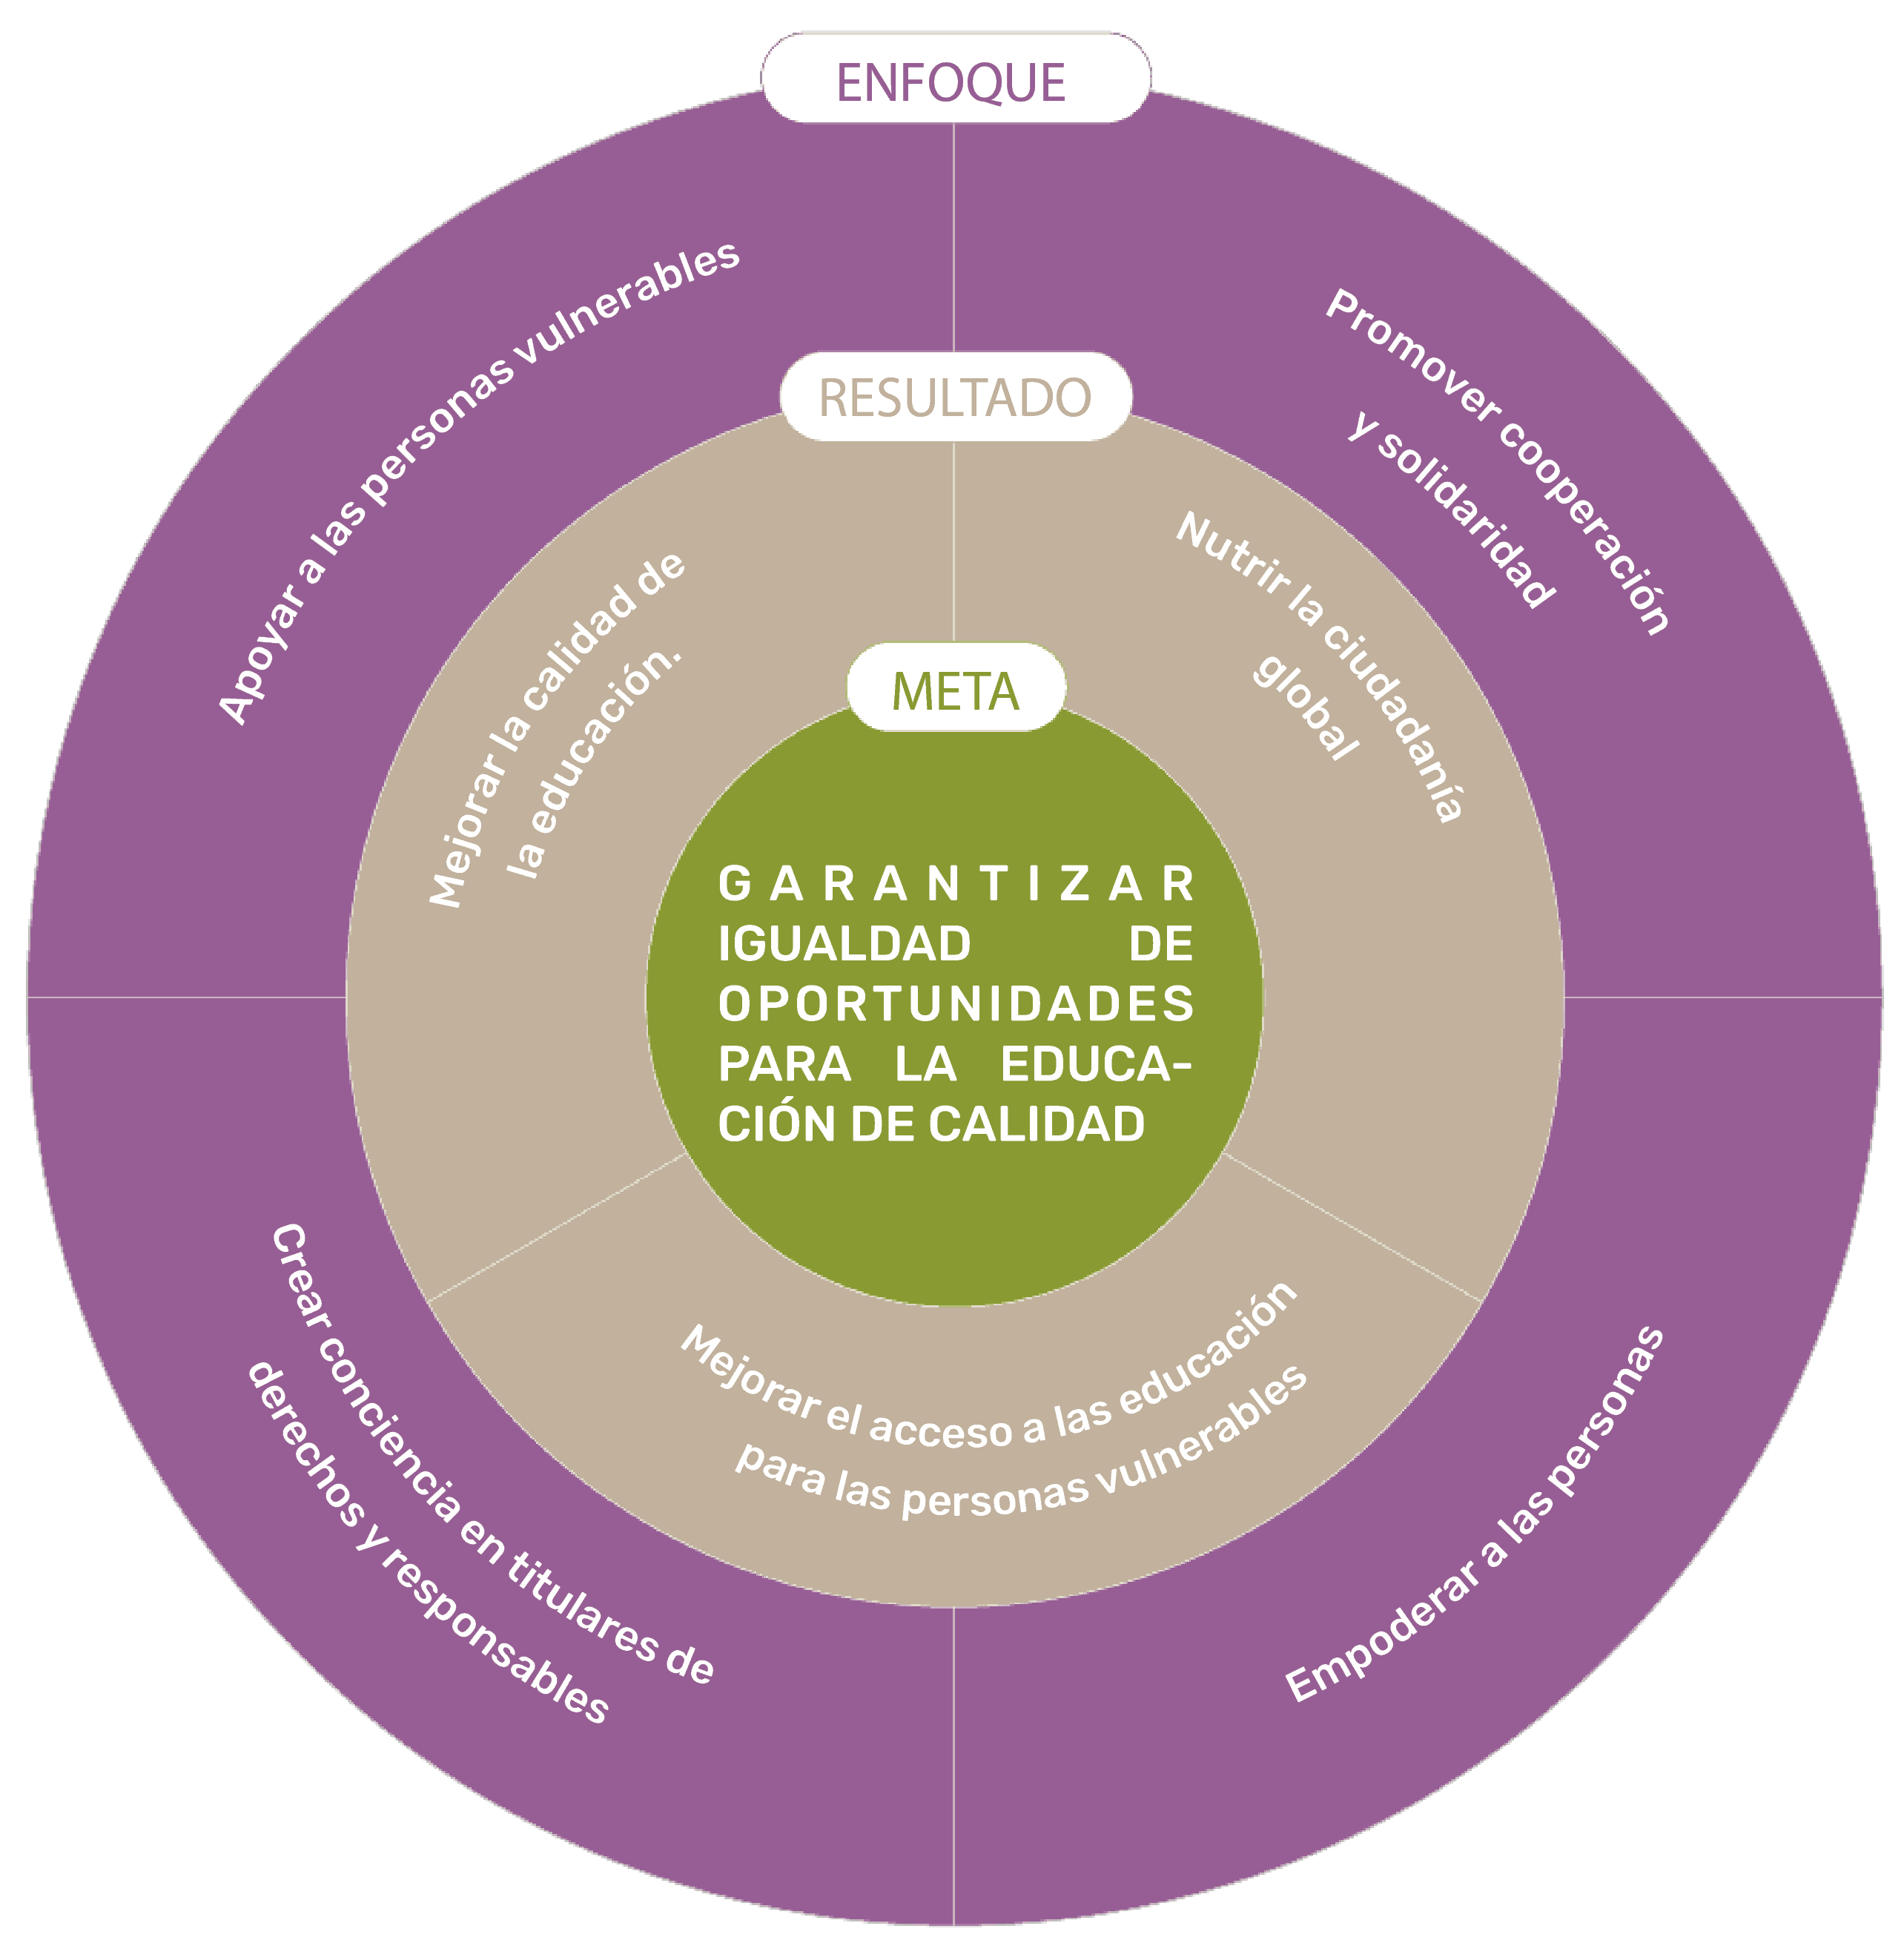 ENFOQUE
Apoyar a las personas vulnerables
Promover cooperación
y solidaridad
Crear conciencia en titulares de
derechos y responsables
Empoderar a las personas
RESULTADO
Mejorar la calidad de
la educación.
Nutrir la ciudadanía
global
Mejorar el acceso a las educación
para las personas vulnerables
META
GARANTIZAR
IGUALDAD DE
OPORTUNIDADES
PARA LA EDUCA-
CIÓN DE CALIDAD